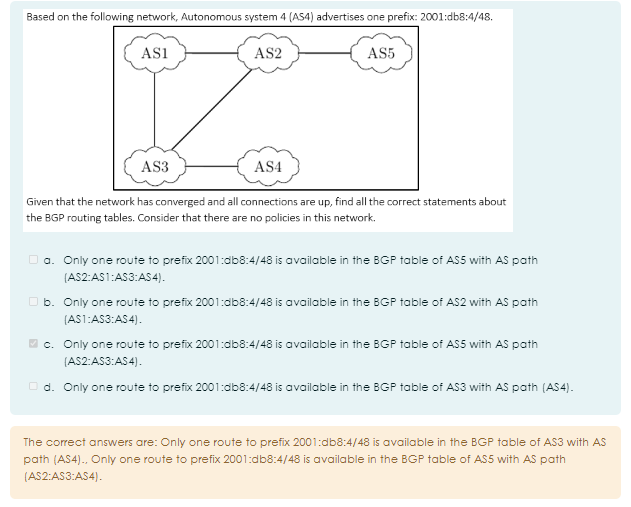 Based on the following network, Autonomous system 4 (AS4) advertises one prefix: 2001:db8:4/48.
AS1
AS2
AS5
AS3
AS4
Given that the network has converged and all connections are up, find all the correct statements about
the BGP routing tables. Consider that there are no policies in this network.
a. Only one route to prefix 2001:db8:4/48 is available in the BGP table of AS5 with AS path
(AS2:AS1:AS3:AS4).
b. Only one route to prefix 2001:db8:4/48 is available in the BGP table of AS2 with AS path
(AS1:AS3:AS4).
c. Only one route to prefix 2001:db8:4/48 is available in the BGP table of AS5 with AS path
(AS2:AS3:AS4).
d. Only one route to prefix 2001:db8:4/48 is available in the BGP table of AS3 with AS path (AS4).
The correct answers are: Only one route to prefix 2001:db8:4/48 is available in the BGP table of AS3 with AS
path (AS4)., Only one route to prefix 2001:db8:4/48 is available in the BGP table of AS5 with AS path
(AS2:AS3:AS4).